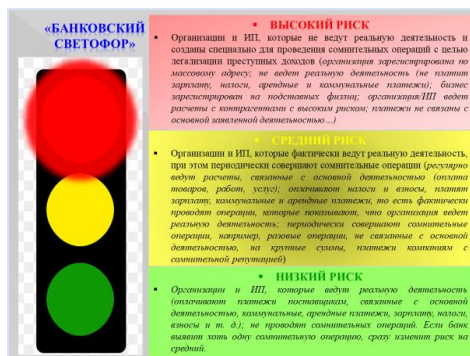 «БАНКОВСКИЙ
СВЕТОФОР»
▪ ВЫСОКИЙ РИСК
▪ Организации и ИП, которые не ведут реальную деятельность и
созданы специально для проведения сомнительных операций с целью
легализации преступных доходов (организация зарегистрирована по
массовому адресу; не ведет реальную деятельность (не платит
зарплату, налоги, арендные и коммунальные платежи); бизнес
зарегистрирован на подставных физлиц; организация/ИП ведет
расчеты с контрагентами с высоким риском; платежи не связаны с
основной заявленной деятельностью...)
▪ СРЕДНИЙ РИСК
▪ Организации и ИП, которые фактически ведут реальную деятельность,
при этом периодически совершают сомнительные операции (регулярно
ведут расчеты, связанные с основной деятельностью (оплата
товаров, работ, услуг); оплачивают налоги и взносы, платят
зарплату, коммунальные и арендные платежи, то есть фактически
проводят операции, которые показывают, что организация ведет
реальную деятельность; периодически совершают сомнительные
операции, например, разовые операции, не связанные с основной
деятельностью, на крупные суммы, платежи компаниям с
сомнительной репутацией)
▪ НИЗКИЙ РИСК
▪ Организации и ИП, которые ведут реальную деятельность
(оплачивают платежи поставщикам, связанные с основной
деятельностью, коммунальные, арендные платежи, зарплату, налоги,
взносы и т. д.); не проводят сомнительных операций. Если банк
выявит хоть одну сомнительную операцию, сразу изменит риск на
средний.